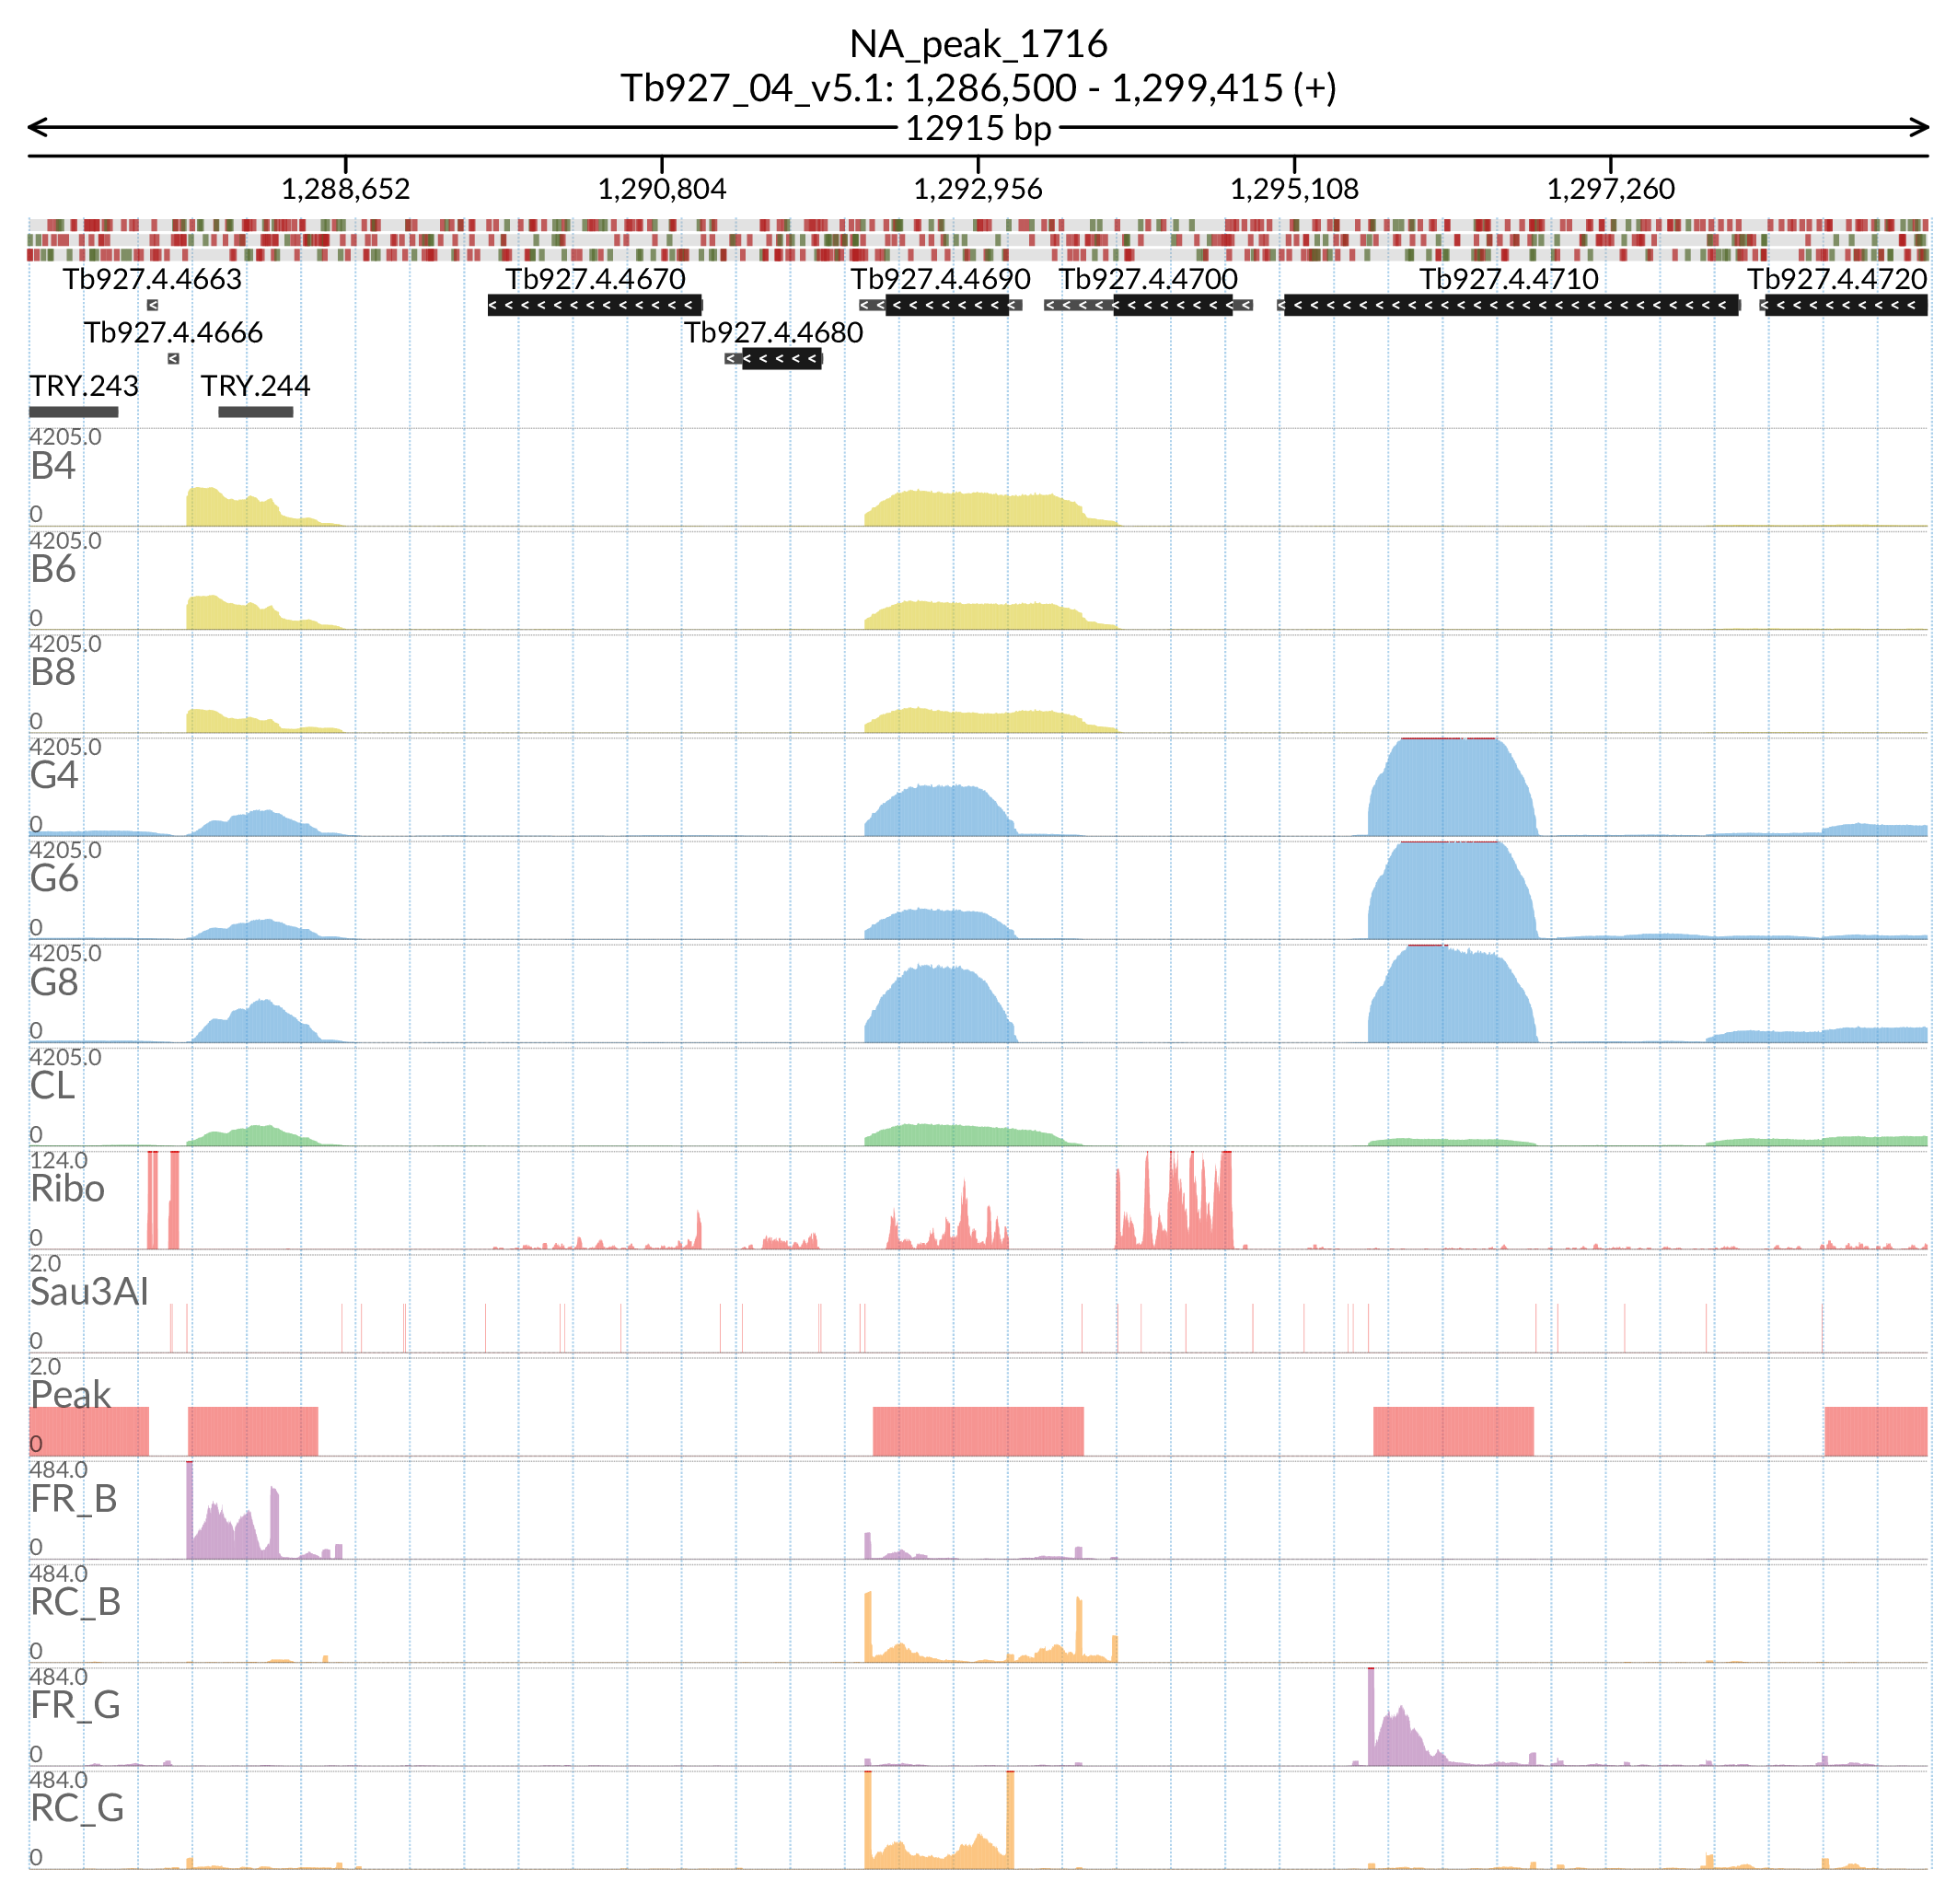 NA_peak_1716
Tb927_04_v5.1: 1,286,500 - 1,299,415 (+)
12915 bp
1,288,652 1,290,804 1,292,956 1,295,108 1,297,260
Tb927.4.4663 Tb927.4.4670 Tb927.4.4690 Tb927.4.4700 Tb927.4.4710 Tb927.4.4720
Tb927.4.4666 Tb927.4.4680
TRY.243 TRY.244
4205.0
B4
0
4205.0
B6
0
4205.0
B8
0
4205.0
G4
0
4205.0
G6
0
4205.0
G8
0
4205.0
CL
0
124.0
Ribo
0
2.0
Sau3AI
0
2.0
Peak
0
484.0
FR_B
0
484.0
RC_B
0
484.0
FR_G
0
484.0
RC_G
0